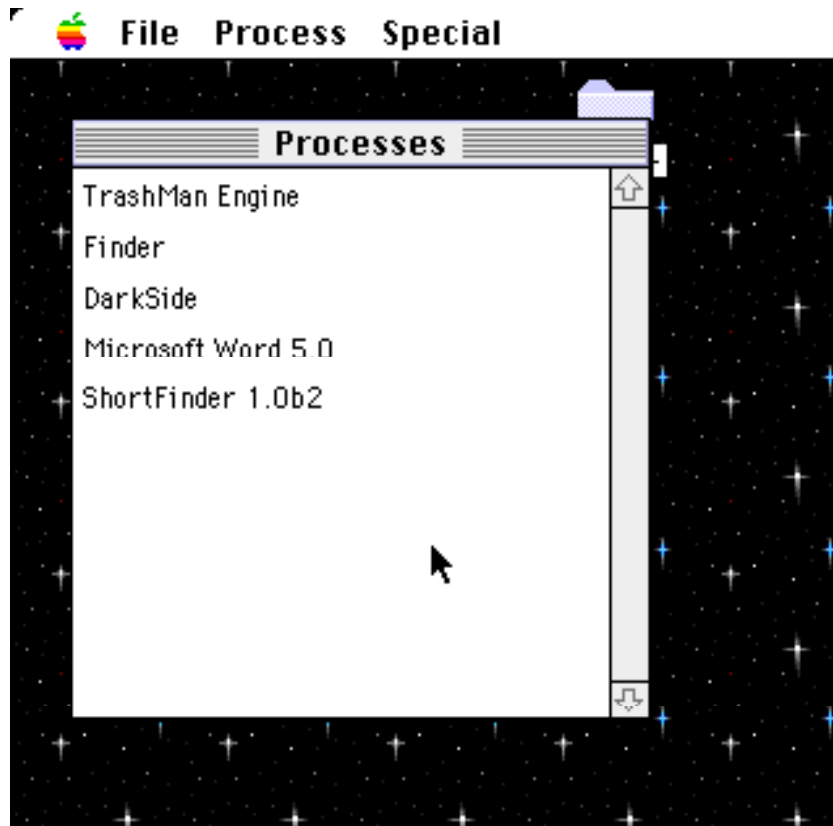 File Process Special
Processes
TrashMan Engine
Finder
DarkSide
Microsoft Word 5.0
ShortFinder 1.0b2